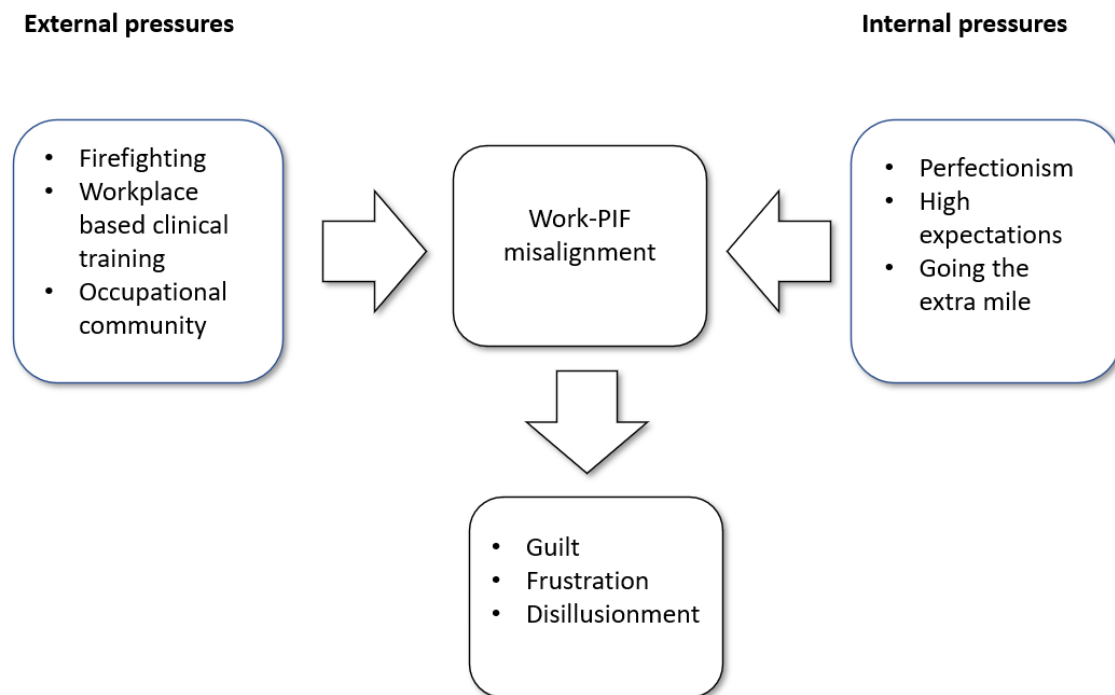 External pressures
Internal pressures
• Firefighting
• Workplace
based clinical
training
• Occupational
community
Work-PIF
misalignment
• Perfectionism
• High
expectations
• Going the
extra mile
• Guilt
• Frustration
• Disillusionment